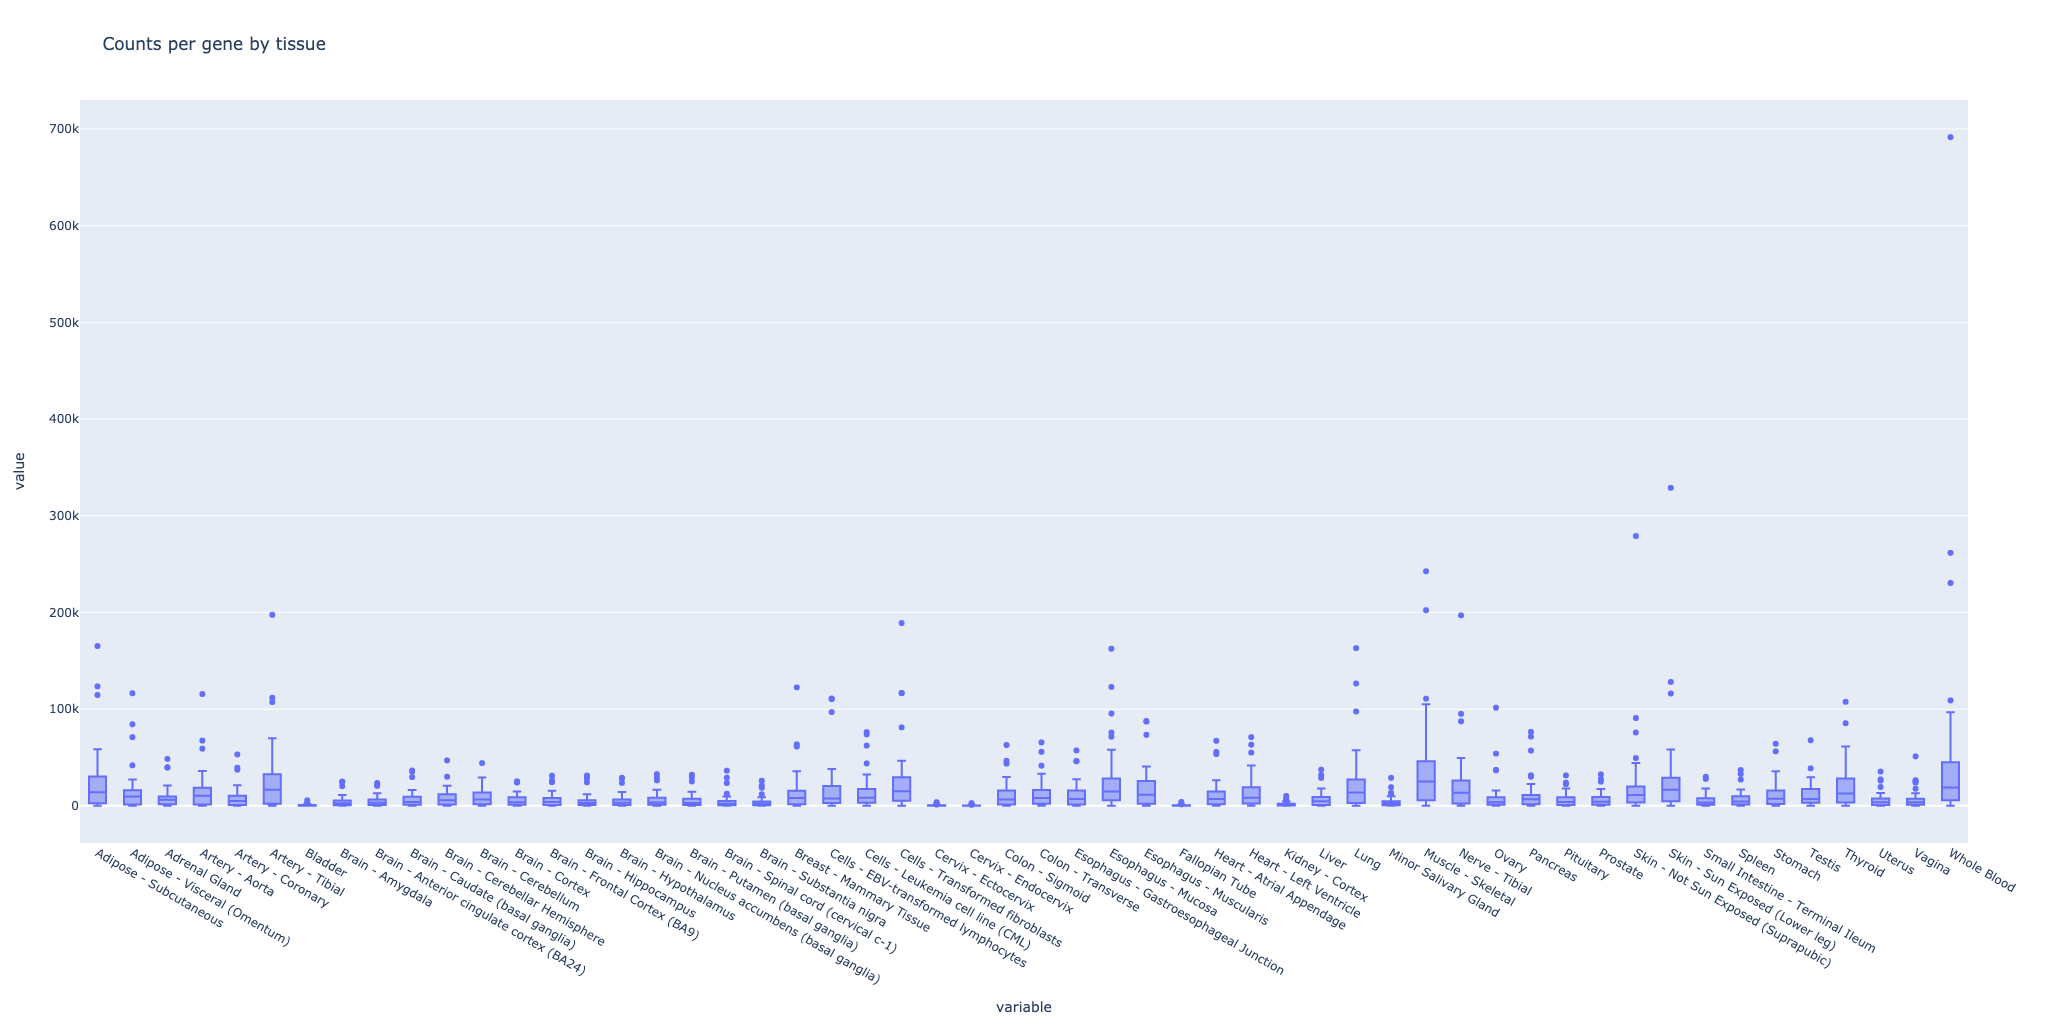 Counts per gene by tissue
700k
600k
500k
400k
300k
200k
100k
0
value
Adipose - Subcutaneous
Adipose - Visceral (Omentum)
Adrenal Gland
Artery - Aorta
Artery - Coronary
Artery - Tibial
Bladder
Brain - Amygdala
Brain - Anterior cingulate cortex (BA24)
Brain - Caudate (basal ganglia)
Brain - Cerebellar Hemisphere
Brain - Cerebellum
Brain - Cortex
Brain - Frontal Cortex (BA9)
Brain - Hippocampus
Brain - Hypothalamus
Brain - Nucleus accumbens (basal ganglia)
Brain - Putamen (basal ganglia)
Brain - Spinal cord (cervical c-1)
Brain - Substantia nigra
Breast - Mammary Tissue
Cells - EBV-transformed lymphocytes
Cells - Leukemia cell line (CML)
Cells - Transformed fibroblasts
Cervix - Ectocervix
Cervix - Endocervix
Colon - Sigmoid
Colon - Transverse
Esophagus - Gastroesophageal Junction
Esophagus - Mucosa
Esophagus - Muscularis
Fallopian Tube
Heart - Atrial Appendage
Heart - Left Ventricle
Kidney - Cortex
Liver
Lung
Minor Salivary Gland
Muscle - Skeletal
Nerve - Tibial
Ovary
Pancreas
Pituitary
Prostate
Skin - Not Sun Exposed (Suprapubic)
Skin - Sun Exposed (Lower leg)
Small Intestine - Terminal Ileum
Spleen
Stomach
Testis
Thyroid
Uterus
Vagina
Whole Blood
variable